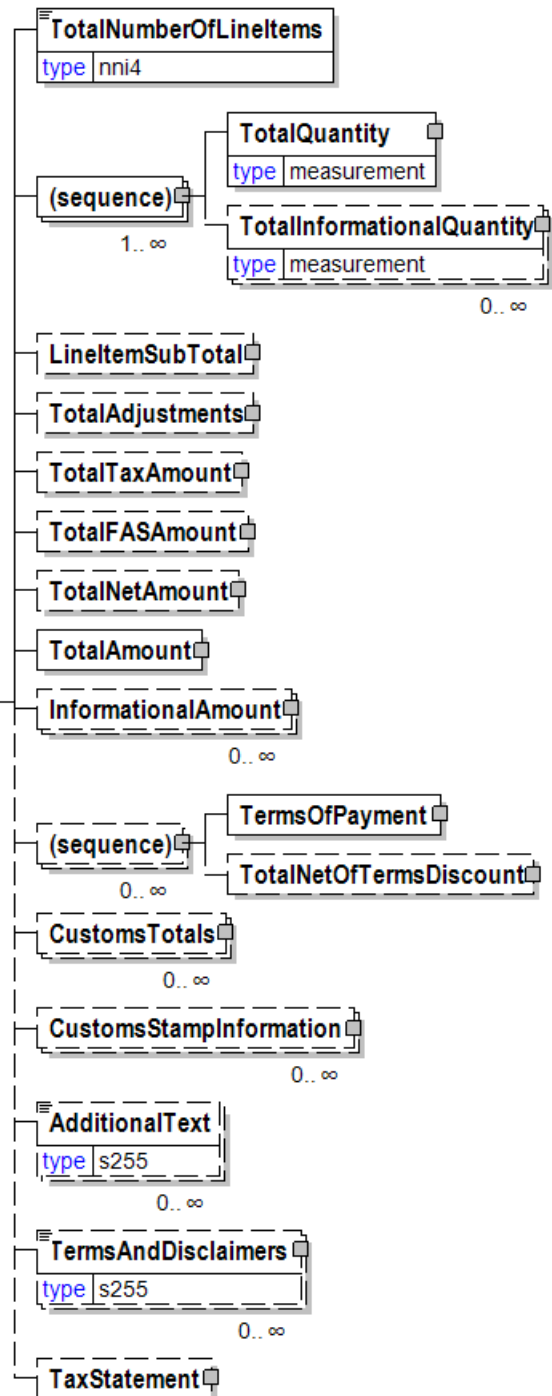 TotalNumberOfLineItems
type nni4
TotalQuantity
type measurement
(sequence)
1.. ∞
TotalInformationalQuantity
type measurement
0.. ∞
LineItemSubTotal
TotalAdjustments
TotalTaxAmount
TotalFASAmount
TotalNetAmount
TotalAmount
InformationalAmount
0.. ∞
TermsOfPayment
(sequence)
0.. ∞
TotalNetOfTermsDiscount
CustomsTotals
0.. ∞
CustomsStampInformation
0.. ∞
AdditionalText
type s255
0.. ∞
TermsAndDisclaimers
type s255
0.. ∞
TaxStatement